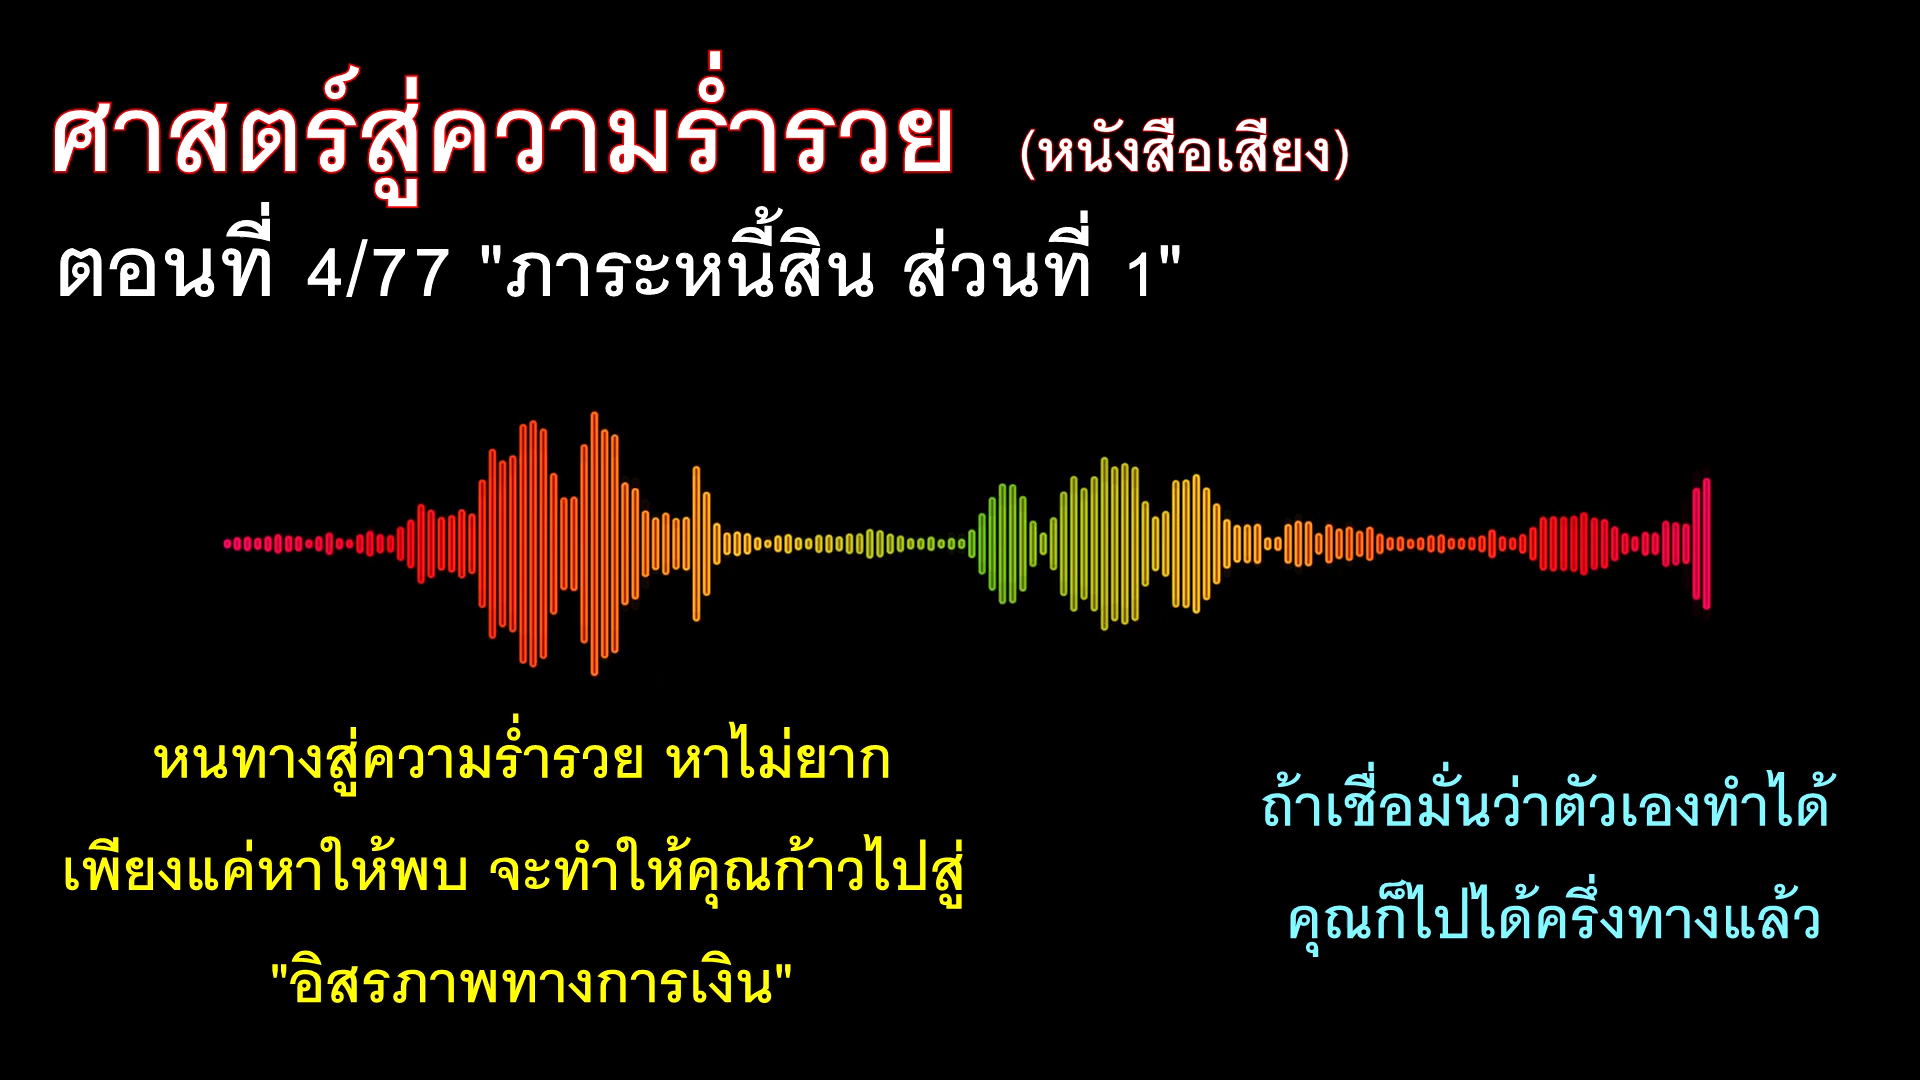 ศาสตร์สู่ความร่ำรวย (หนังสือเสียง)
ตอนที่ 4/77 "ภาระหนี้สิน ส่วนที่ 1"
หนทางสู่ความร่ำรวย หาไม่ยาก
เพียงแค่หาให้พบ จะทำให้คุณก้าวไปสู่
"อิสรภาพทางการเงิน"
ถ้าเชื่อมั่นว่าตัวเองทำได้
คุณก็ไปได้ครึ่งทางแล้ว